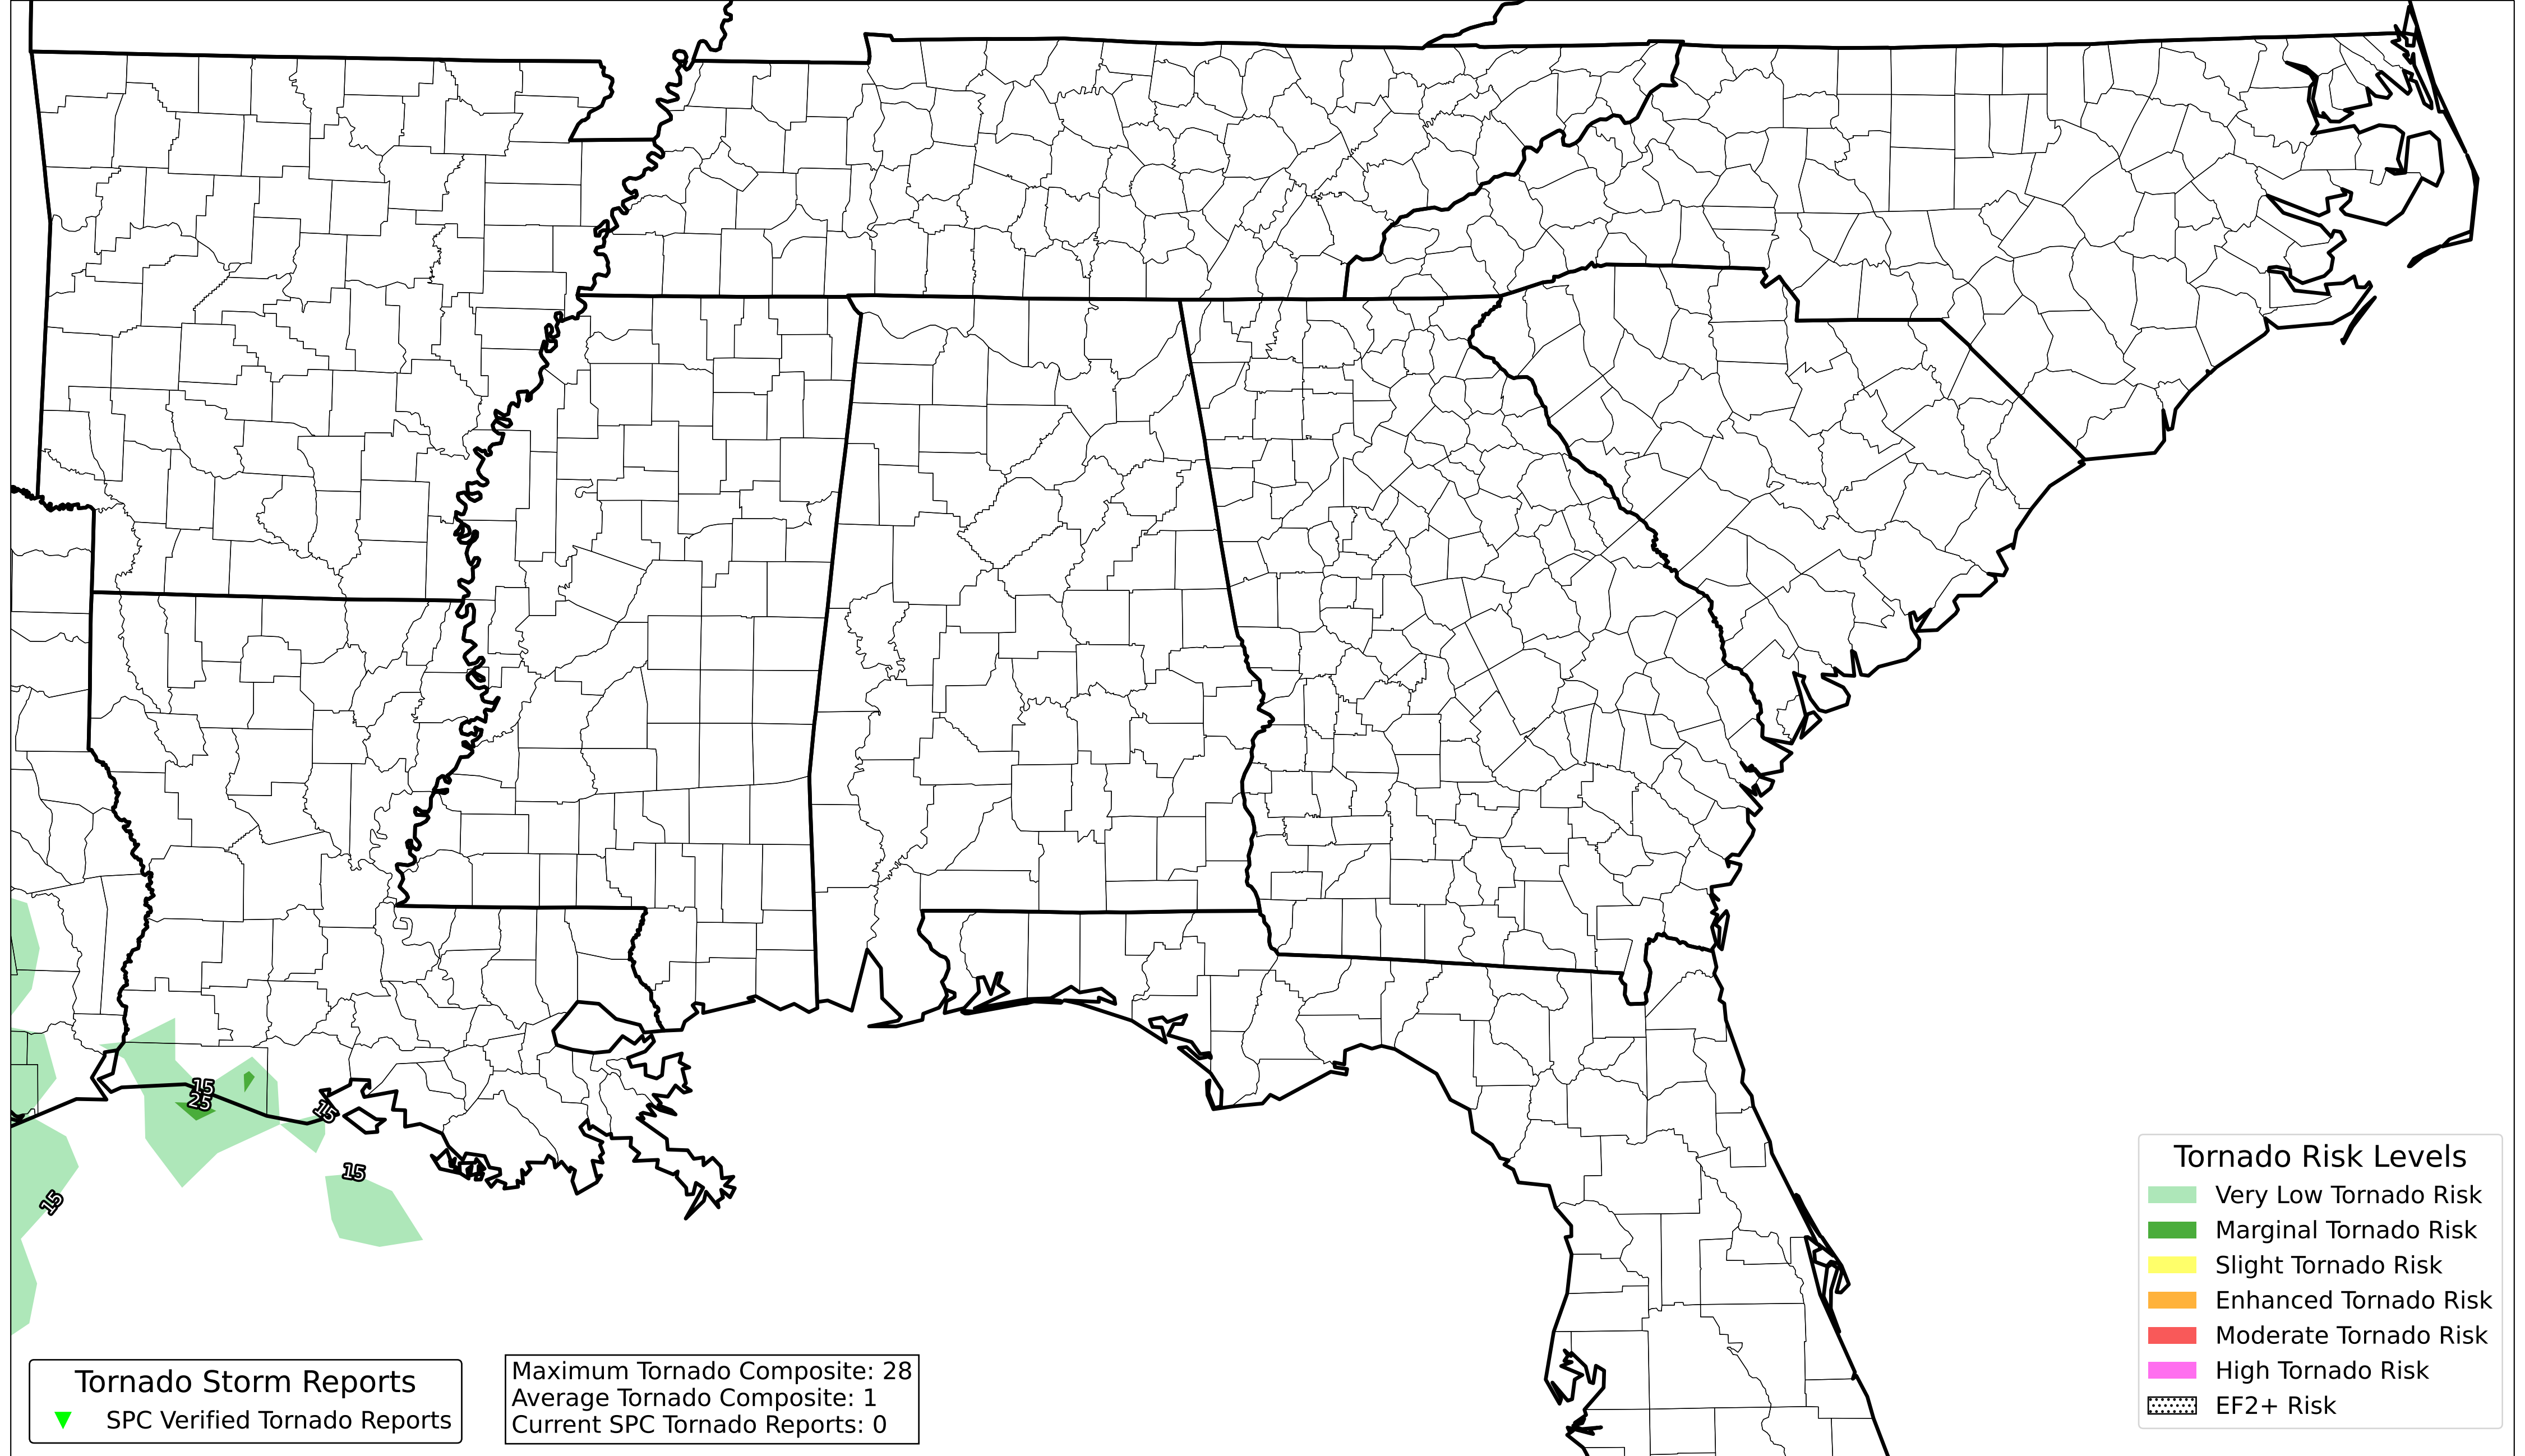 15
25
15
15
15
Tornado Storm Reports
SPC Verified Tornado Reports
Maximum Tornado Composite: 28
Average Tornado Composite: 1
Current SPC Tornado Reports: 0
Tornado Risk Levels
Very Low Tornado Risk
Marginal Tornado Risk
Slight Tornado Risk
Enhanced Tornado Risk
Moderate Tornado Risk
High Tornado Risk
EF2+ Risk